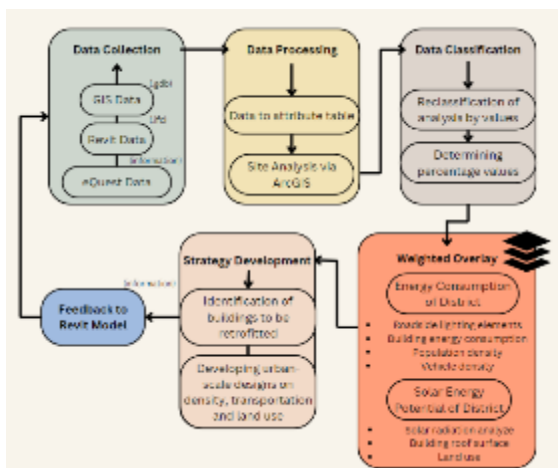 Data Collection
(gdb)
GIS Data
Revit Data
(information)
eQuest Data
Data Processing
Data to attribute table
Site Analysis via
ArcGIS
Data Classification
Reclassification of
analysis by values
Determining
percentage values
Weighted Overlay
Energy Consumption
of District
Roadside lighting elements
Building energy consumption
Population density
Vehicle density
Solar Energy
Potential of District
Solar radiation analyze
Building roof surface
Land use
Strategy Development
Identification of
buildings to be
retrofitted
Developing urban-
scale designs on
density, transportation
and land use
(information)
Feedback to
Revit Model